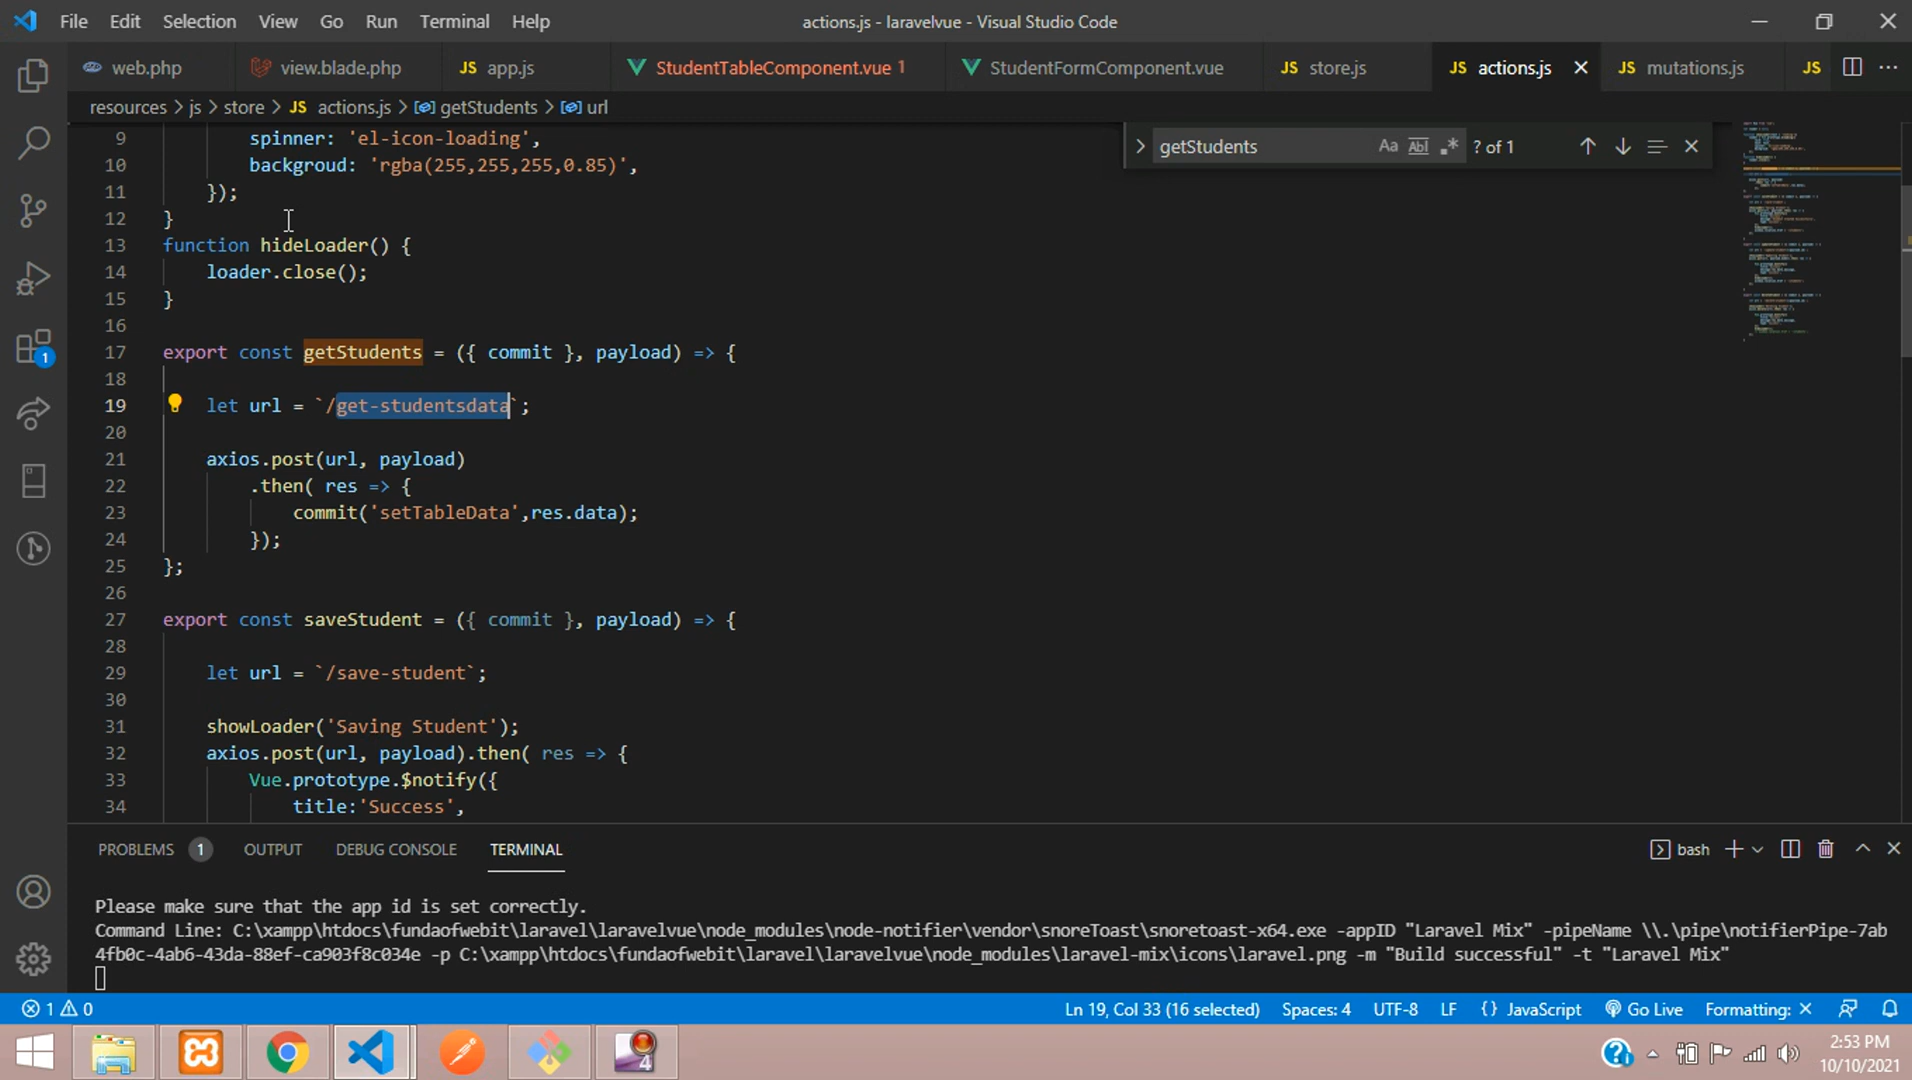 File Edit Selection View Go Run Terminal Help actions.js - laravelvue - Visual Studio Code
web.php view.blade.php JS app.js StudentTableComponent.vue 1 StudentFormComponent.vue JS store.js JS actions.js JS mutations.js JS
resources > js > store > JS actions.js > getStudents > url
getStudents Aa Abl ? of 1
9 spinner: 'el-icon-loading',
10 backgroud: 'rgba(255,255,255,0.85)',
11 });
12 }
13 function hideLoader() {
14 loader.close();
15 }
16
17 export const getStudents = ({ commit }, payload) => {
18
19 let url = `/get-studentsdata`;
20
21 axios.post(url, payload)
22 .then( res => {
23 commit('setTableData',res.data);
24 });
25 };
26
27 export const saveStudent = ({ commit }, payload) => {
28
29 let url = `/save-student`;
30
31 showLoader('Saving Student');
32 axios.post(url, payload).then( res => {
33 Vue.prototype.$notify({
34 title:'Success',
PROBLEMS 1 OUTPUT DEBUG CONSOLE TERMINAL bash
Please make sure that the app id is set correctly.
Command Line: C:\xampp\htdocs\fundaofwebit\laravel\laravelvue\node_modules\node-notifier\vendor\snoreToast\snoretoast-x64.exe -appID "Laravel Mix" -pipeName \\.\pipe\notifierPipe-7ab
4fb0c-4ab6-43da-88ef-ca903f8c034e -p C:\xampp\htdocs\fundaofwebit\laravel\laravelvue\node_modules\laravel-mix\icons\laravel.png -m "Build successful" -t "Laravel Mix"
1 0 Ln 19, Col 33 (16 selected) Spaces: 4 UTF-8 LF {} JavaScript Go Live Formatting: ×
2:53 PM
10/10/2021